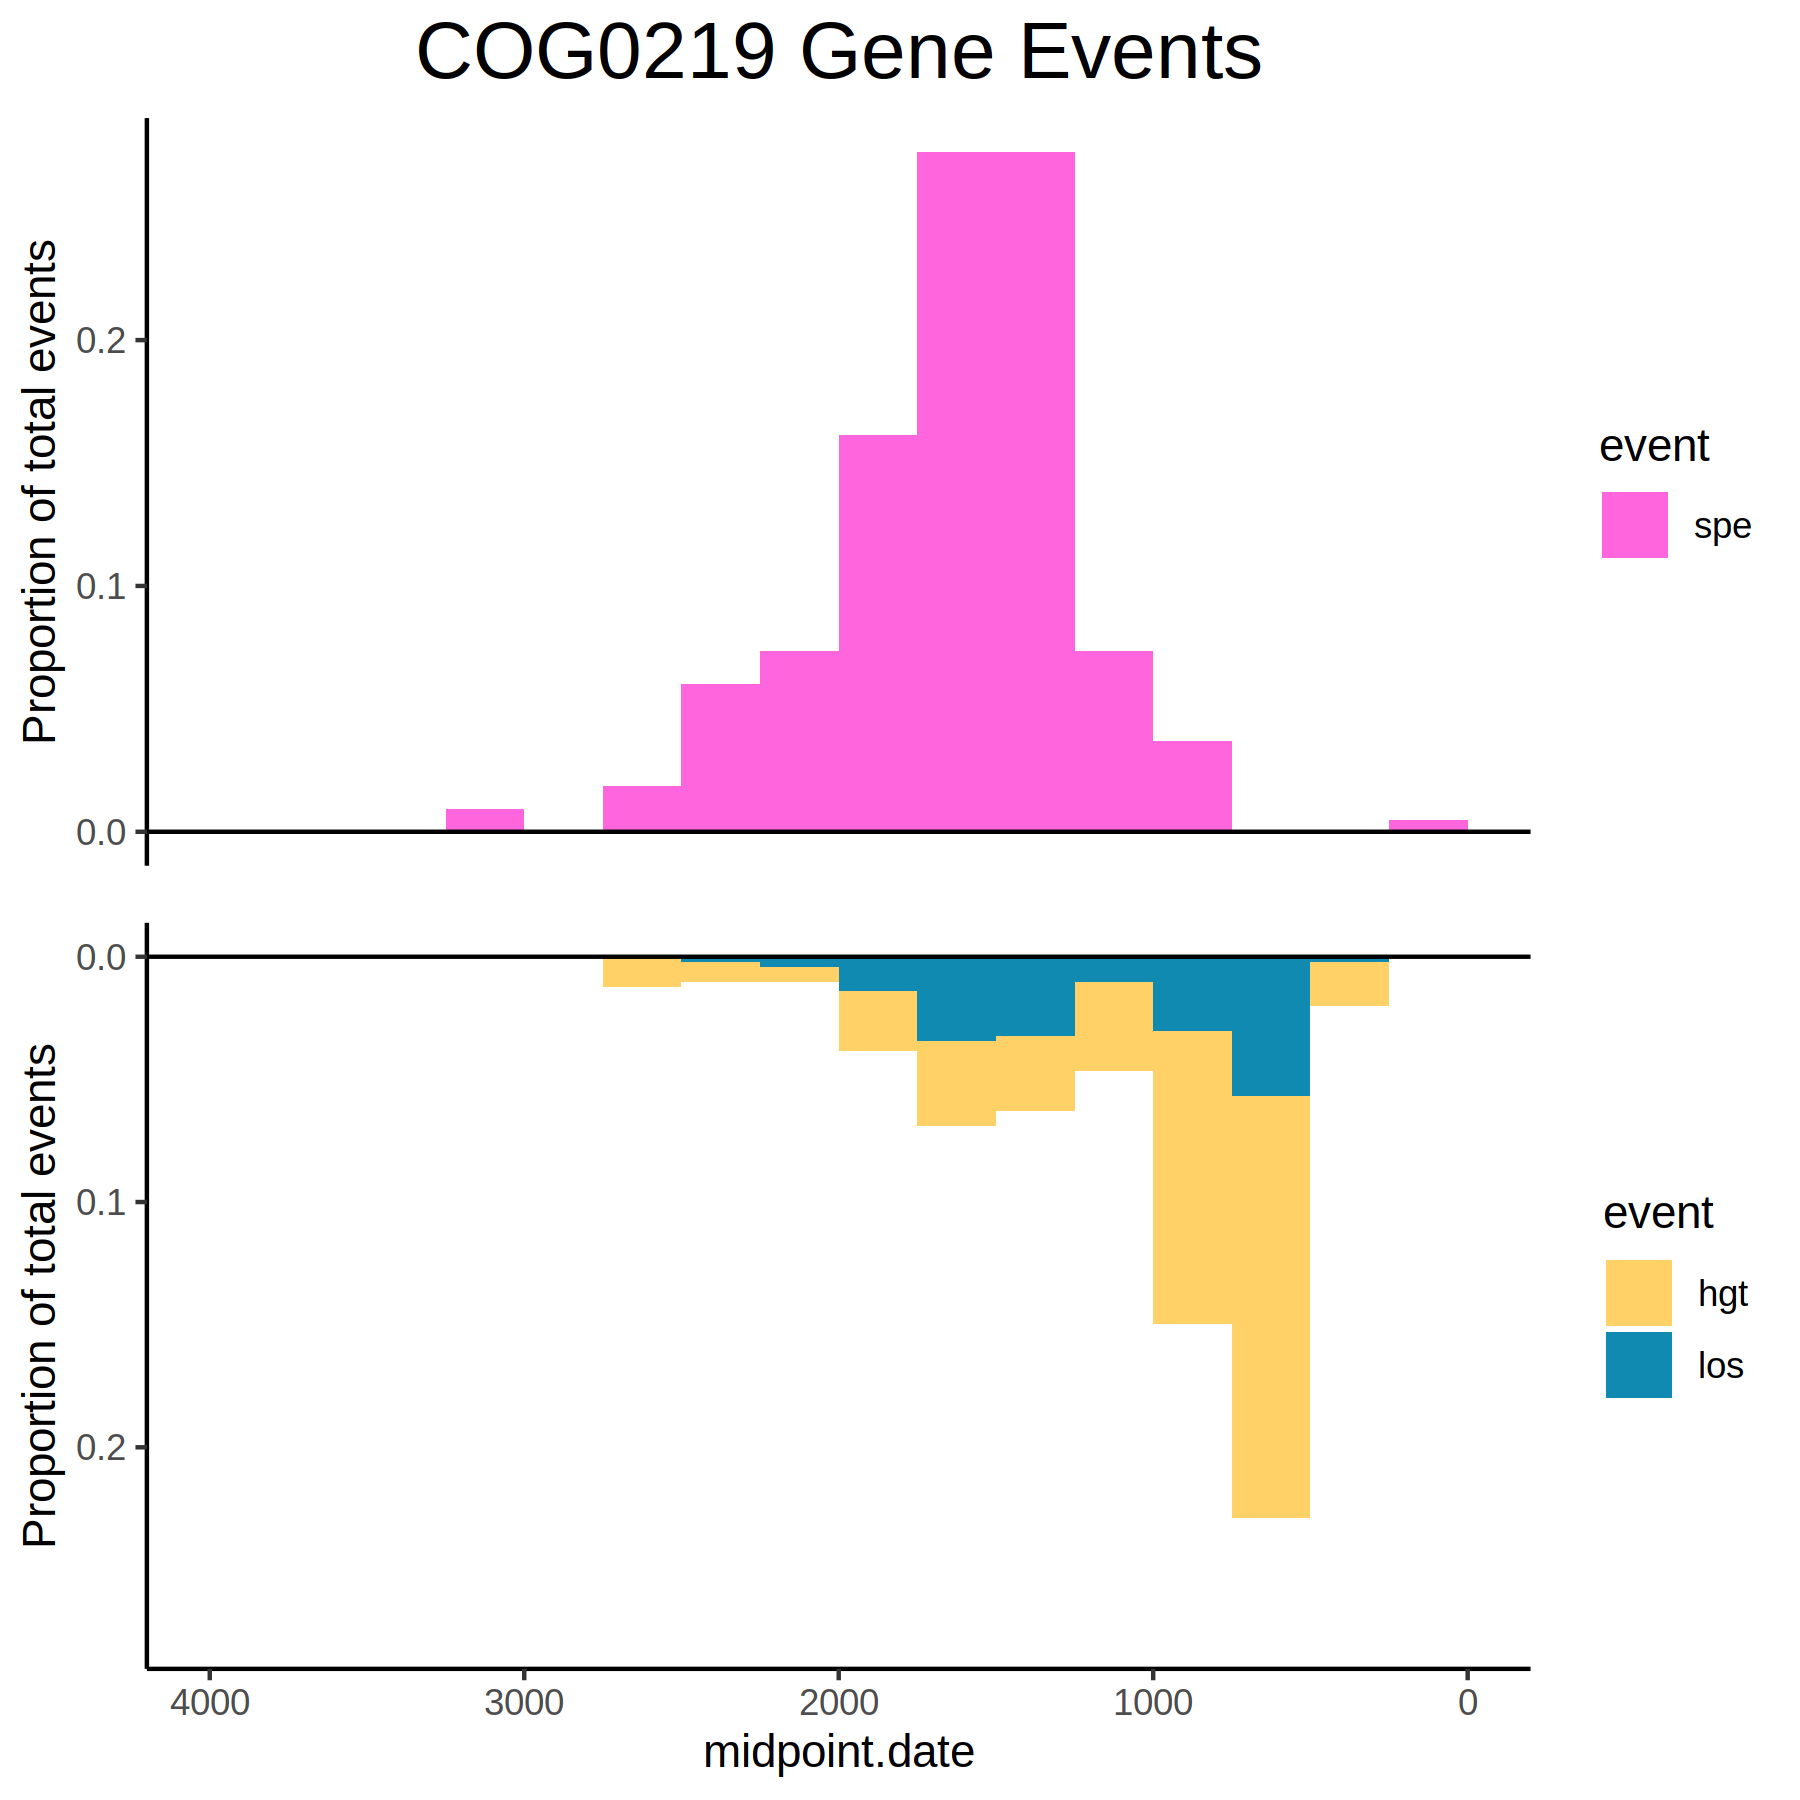 COG0219 Gene Events
Proportion of total events
0.2
0.1
0.0
event
spe
Proportion of total events
0.0
0.1
0.2
event
hgt
los
4000 3000 2000 1000 0
midpoint.date